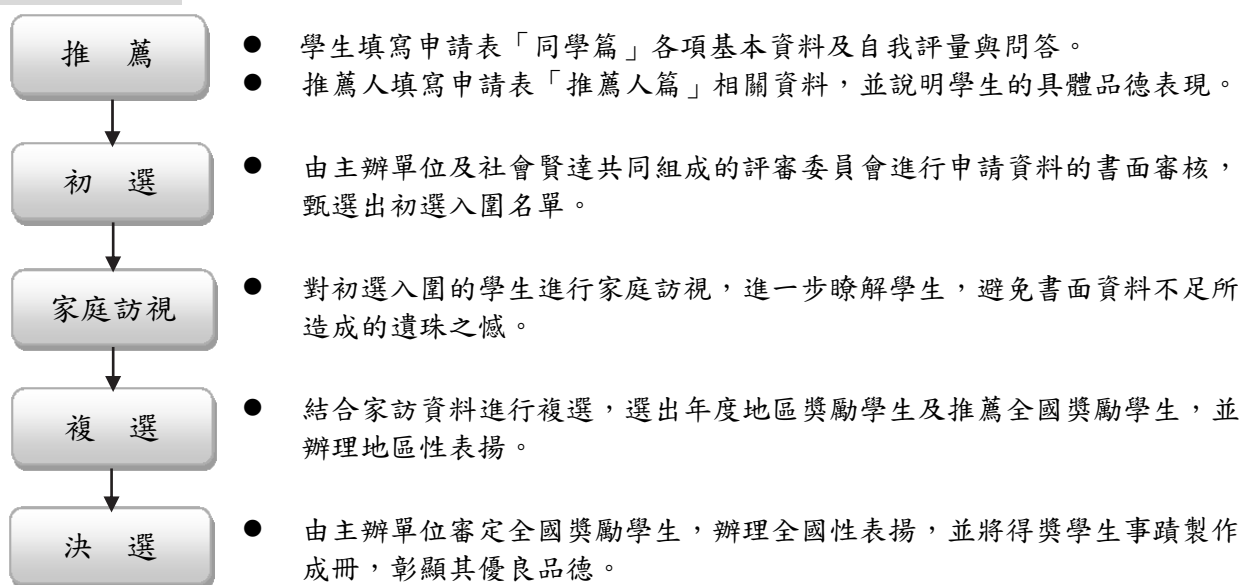 推 薦
● 學生填寫申請表「同學篇」各項基本資料及自我評量與問答。
● 推薦人填寫申請表「推薦人篇」相關資料，並說明學生的具體品德表現。
初 選
● 由主辦單位及社會賢達共同組成的評審委員會進行申請資料的書面審核，
甄選出初選入圍名單。
家庭訪視
● 對初選入圍的學生進行家庭訪視，進一步瞭解學生，避免書面資料不足所
造成的遺珠之憾。
複 選
● 結合家訪資料進行複選，選出年度地區獎勵學生及推薦全國獎勵學生，並
辦理地區性表揚。
決 選
● 由主辦單位審定全國獎勵學生，辦理全國性表揚，並將得獎學生事蹟製作
成冊，彰顯其優良品德。